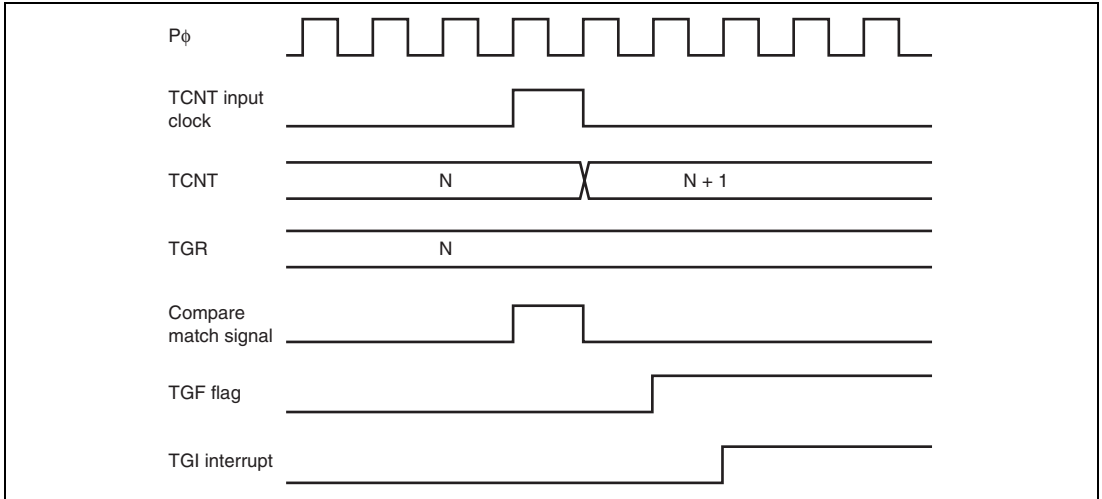 Pϕ
TCNT input
clock
TCNT
N
N + 1
TGR
N
Compare
match signal
TGF flag
TGI interrupt